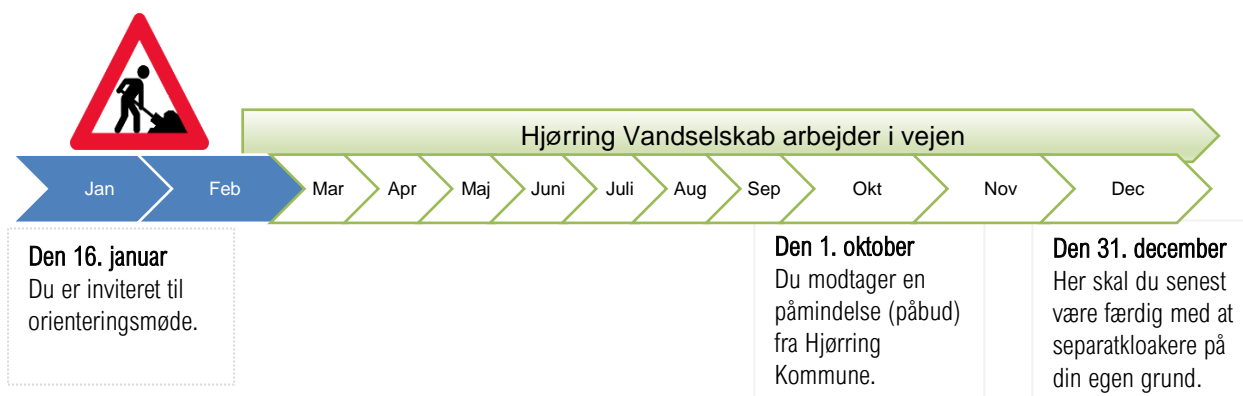 Hjørring Vandselskab arbejder i vejen
Jan Feb Mar Apr Maj Juni Juli Aug Sep Okt Nov Dec
Den 16. januar
Du er inviteret til
orienteringsmøde.
Den 1. oktober
Du modtager en
påmindelse (påbud)
fra Hjørring
Kommune.
Den 31. december
Her skal du senest
være færdig med at
separatkloakere på
din egen grund.